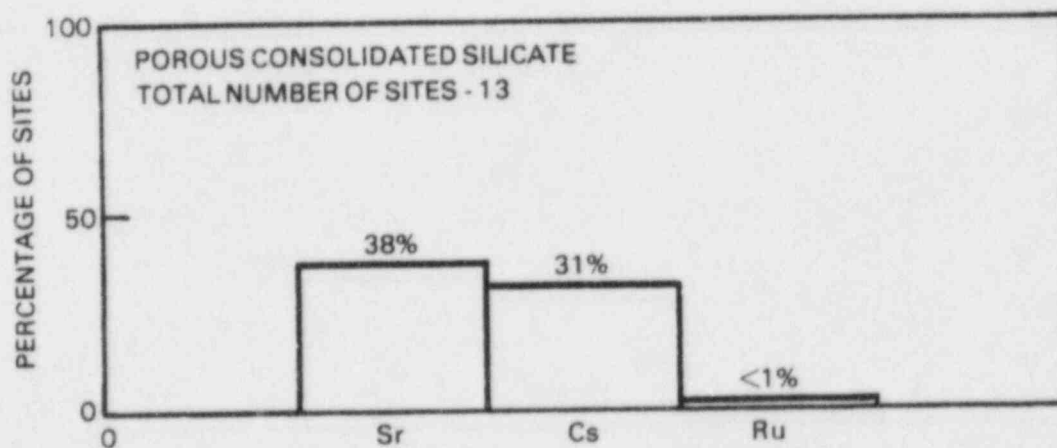 100
POROUS CONSOLIDATED SILICATE
TOTAL NUMBER OF SITES - 13
PERCENTAGE OF SITES
50
38%
31%
<1%
0
0
Sr
Cs
Ru